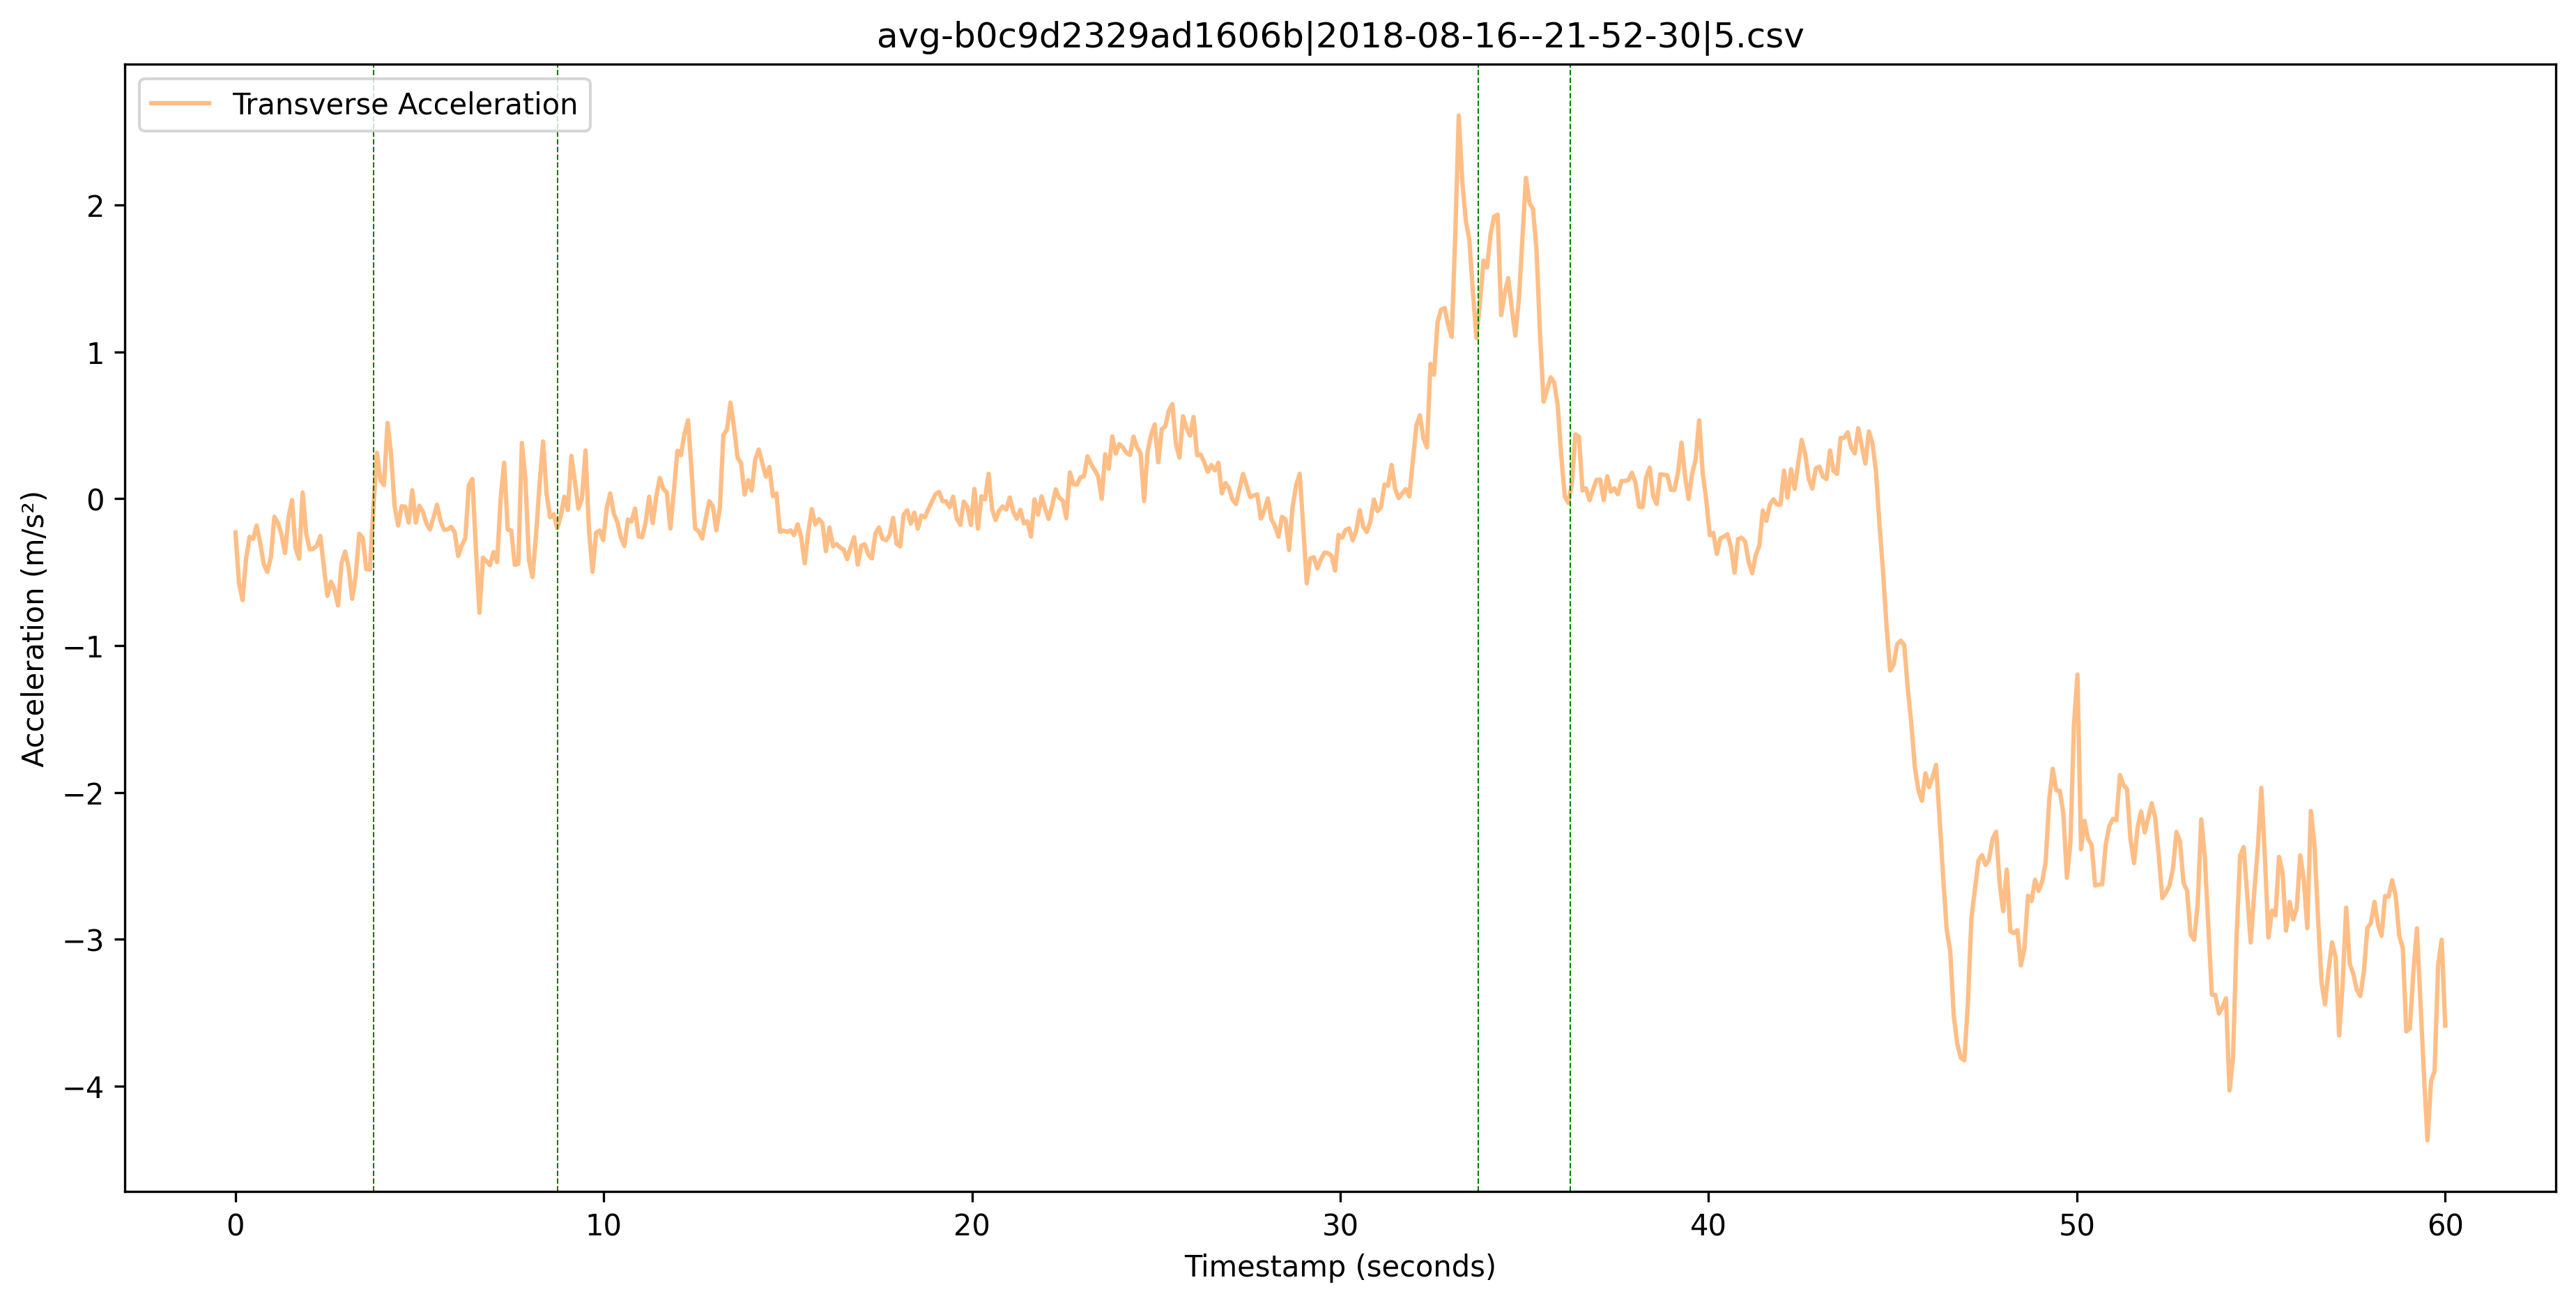 avg-b0c9d2329ad1606b|2018-08-16--21-52-30|5.csv
Transverse Acceleration
Acceleration (m/s²)
2
1
0
−1
−2
−3
−4
0 10 20 30 40 50 60
Timestamp (seconds)